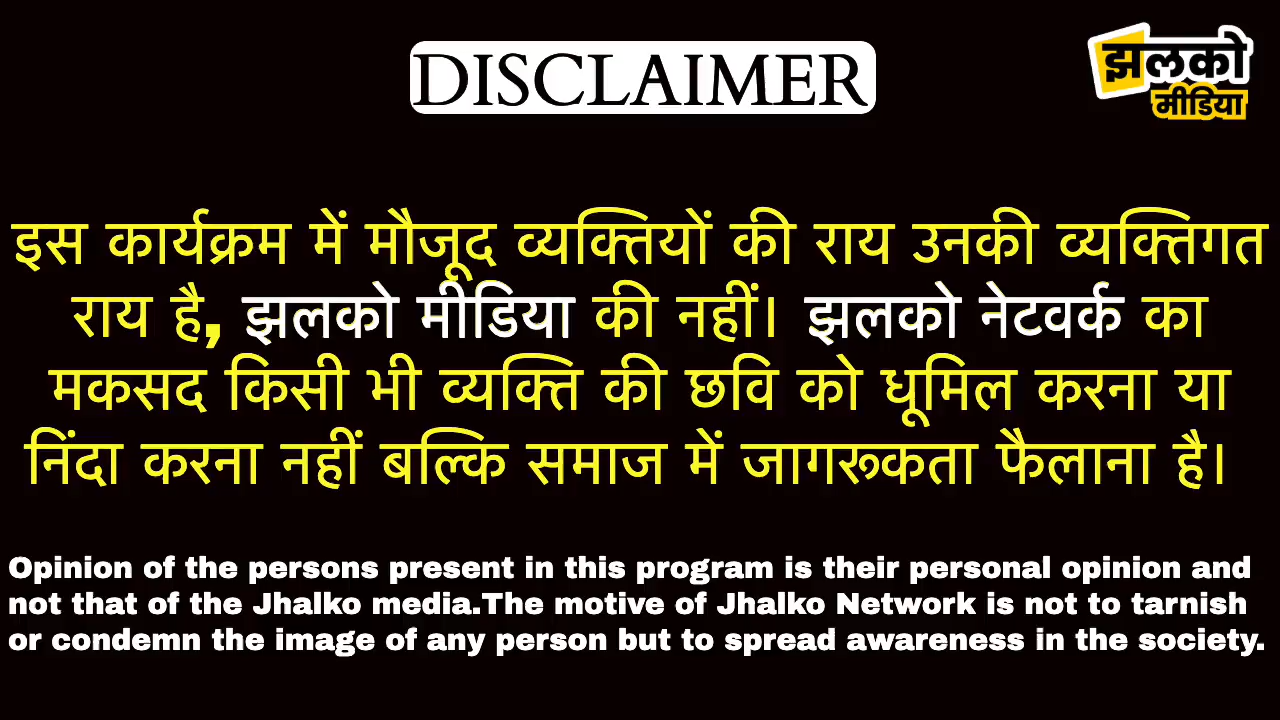 DISCLAIMER
झलको
मीडिया
इस कार्यक्रम में मौजूद व्यक्तियों की राय उनकी व्यक्तिगत
राय है, झलको मीडिया की नहीं। झलको नेटवर्क का
मकसद किसी भी व्यक्ति की छवि को धूमिल करना या
निंदा करना नहीं बल्कि समाज में जागरूकता फैलाना है।
Opinion of the persons present in this program is their personal opinion and
not that of the Jhalko media.The motive of Jhalko Network is not to tarnish
or condemn the image of any person but to spread awareness in the society.